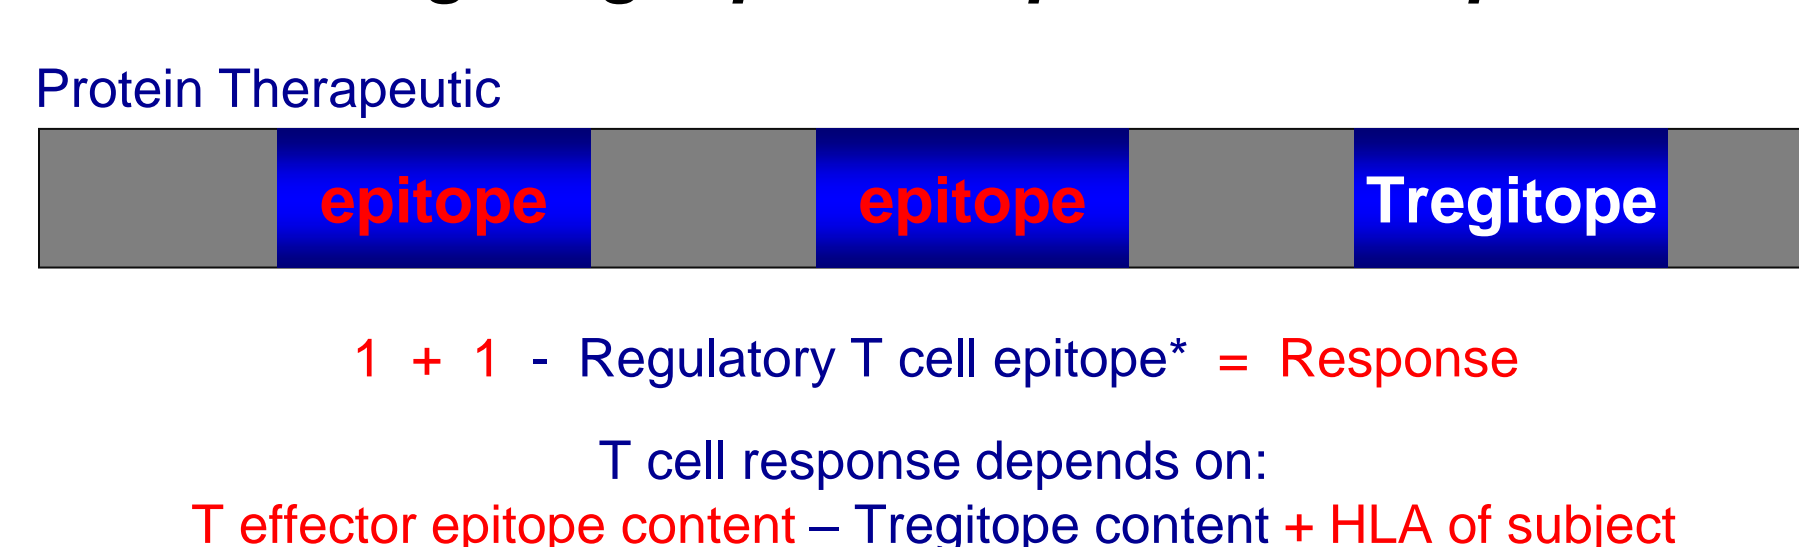 Protein Therapeutic
epitope epitope Tregitope
1 + 1 - Regulatory T cell epitope* = Response
T cell response depends on:
T effector epitope content – Tregitope content + HLA of subject